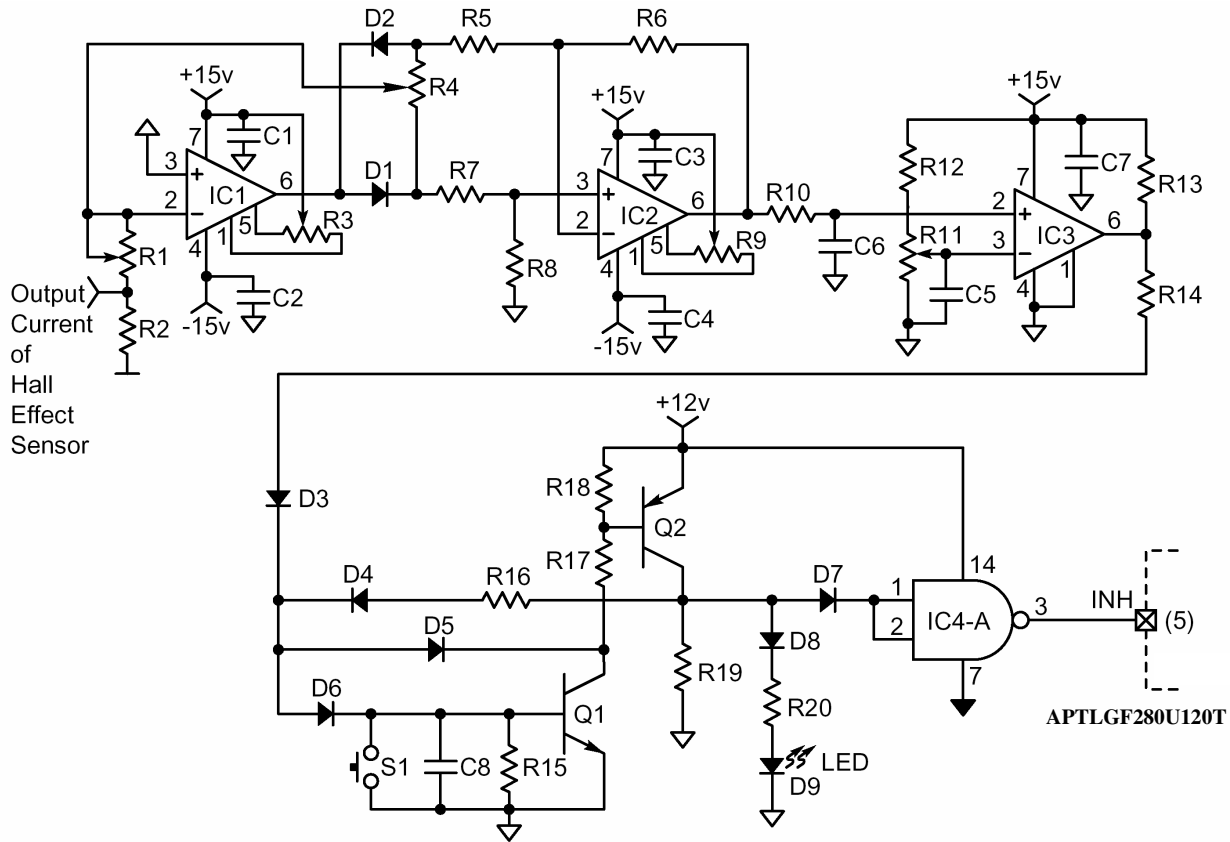 D2 R5 R6
+15v
R4
+15v
+15v
7 C1
7 C3
R12 7 C7 R13
3 + IC1 6 D1 R7 3 + IC2 6 R10 2 + IC3 6
2 − 5 R3 2 − 5 R9 R11 3 −
4 1 4 1 4 1
R1 R8 C6
Output C2 C5 R14
Current R2 -15v C4
of -15v
Hall
Effect
Sensor
+12v
R18
D3 Q2
R17 14
D4 R16 D7 1 INH
IC4-A 3 (5)
D5 2
D8
R19 7
D6 Q1 R20 APTLGF280U120T
S1 C8 R15 LED
D9